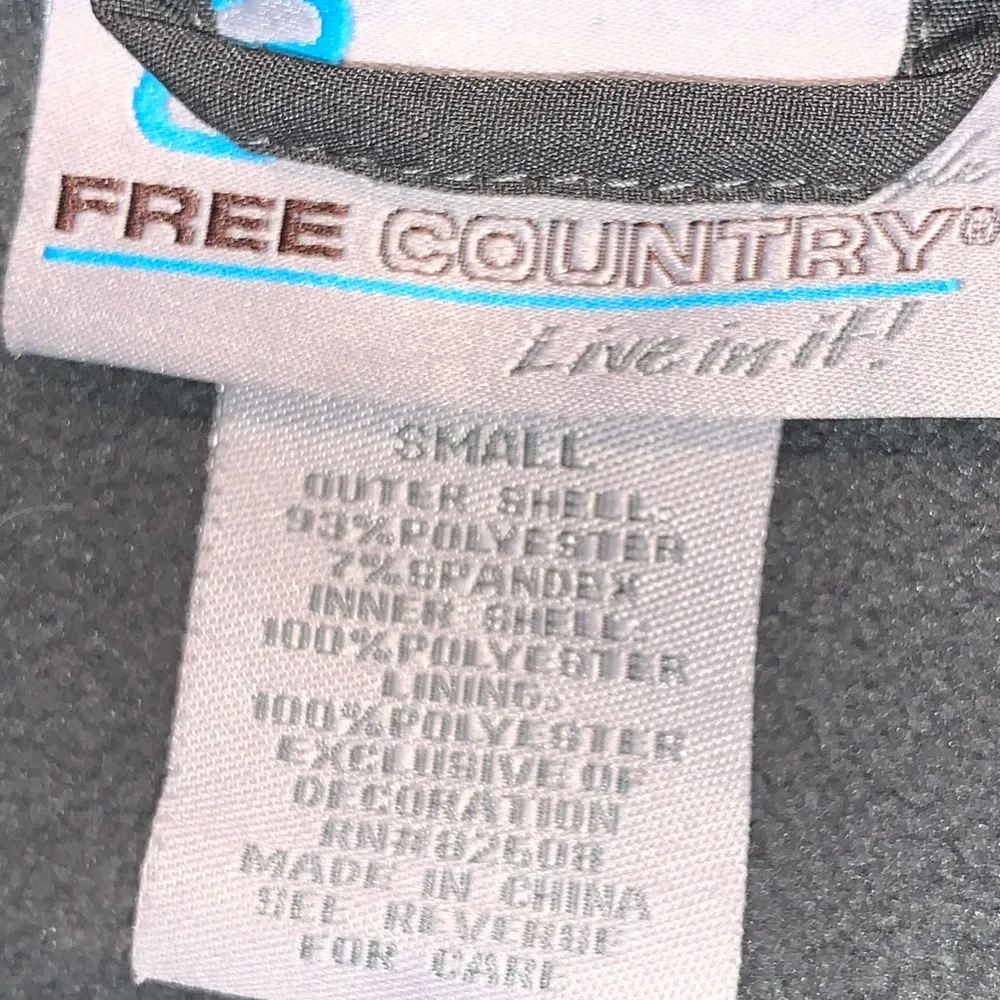 FREE COUNTRY®
Live in it!
SMALL
OUTER SHELL:
93%POLYESTER
7%SPANDEX
INNER SHELL:
100%POLYESTER
LINING:
100%POLYESTER
EXCLUSIVE OF
DECORATION
RN#82608
MADE IN CHINA
SEE REVERSE
FOR CARE